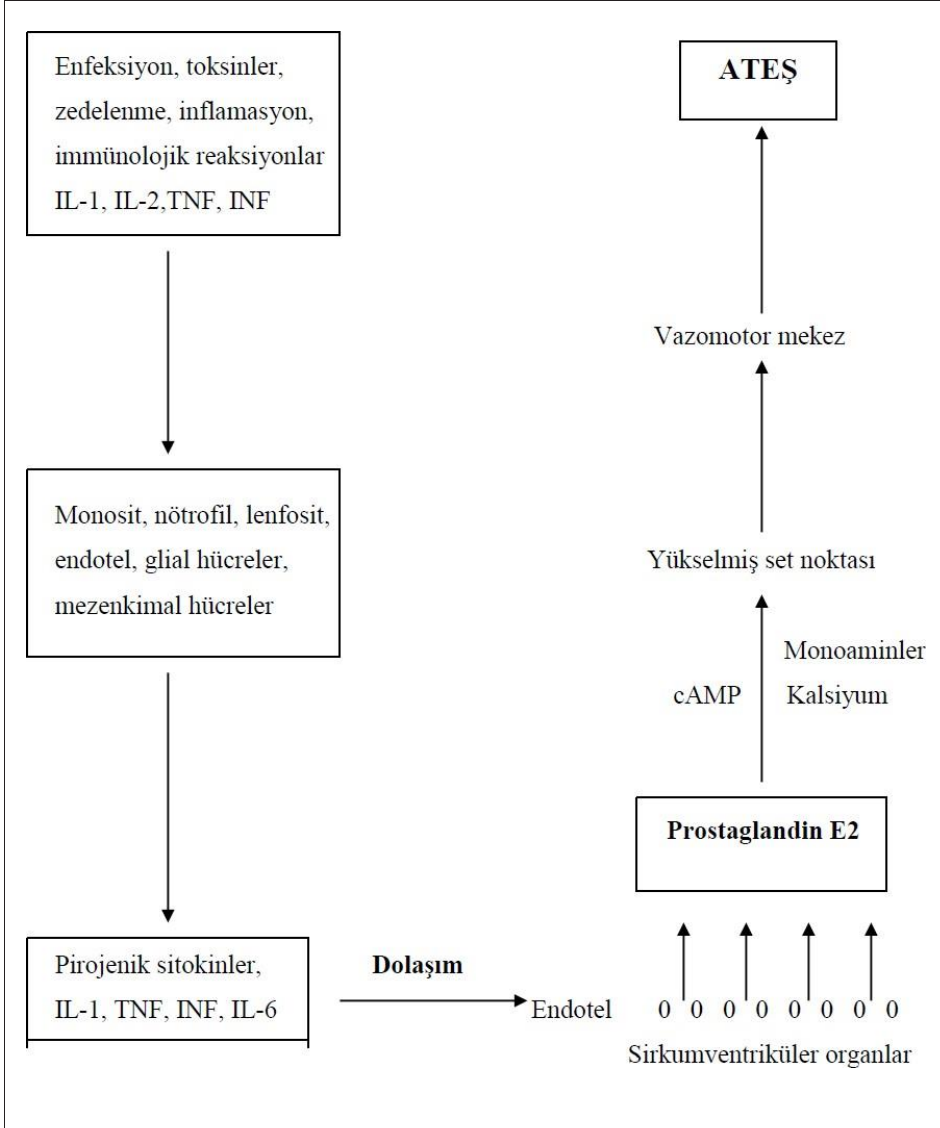 Enfeksiyon, toksinler,
zedelenme, inflamasyon,
immünolojik reaksiyonlar
IL-1, IL-2,TNF, INF
Monosit, nötrofil, lenfosit,
endotel, glial hücreler,
mezenkimal hücreler
Pirojenik sitokinler,
IL-1, TNF, INF, IL-6
Dolaşım
Endotel
0 0 0 0 0 0 0 0
Sirkumventriküler organlar
Prostaglandin E2
cAMP
Monoaminler
Kalsiyum
Yükselmiş set noktası
Vazomotor mekez
ATEŞ